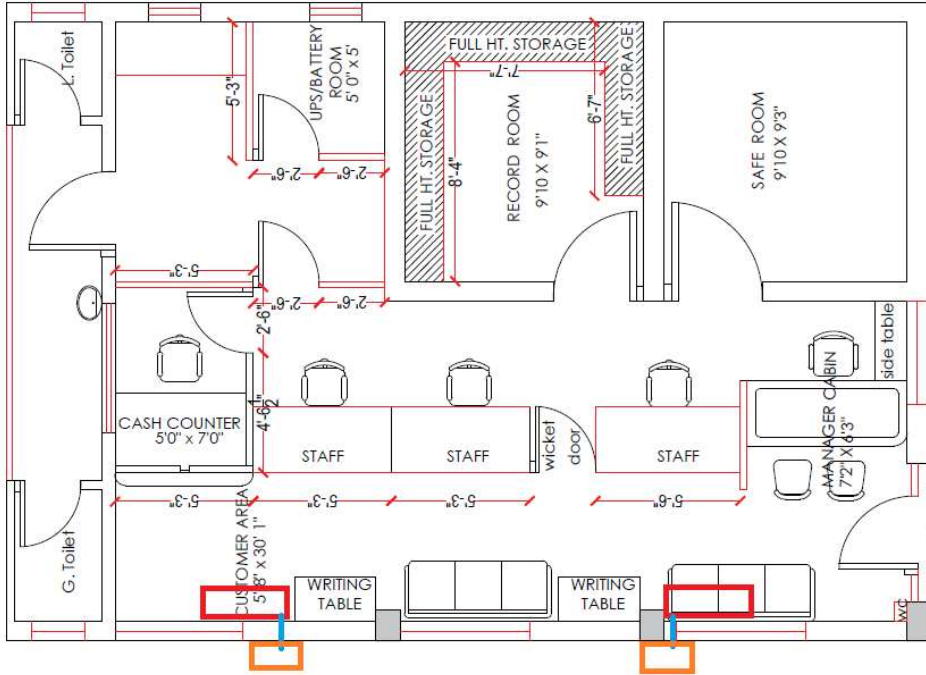 L. Toilet
5'-3"
UPS/BATTERY
ROOM
5' 0" X 5'
2'-6"
2'-6"
FULL HT. STORAGE
7'-7"
FULL HT. STORAGE
8'-4"
RECORD ROOM
9'10 X 9'1"
6'-7"
FULL HT. STORAGE
SAFE ROOM
9'10 X 9'3"
5'-3"
2'-6"
2'-6"
2'-6"
side table
MANAGER CABIN
7'2" X 6'3"
CASH COUNTER
5'0" x 7'0"
4'-6 1/2"
STAFF
STAFF
wicket
door
STAFF
5'-3"
5'-3"
5'-3"
5'-6"
G. Toilet
CUSTOMER AREA
WRITING
TABLE
WRITING
TABLE
WC